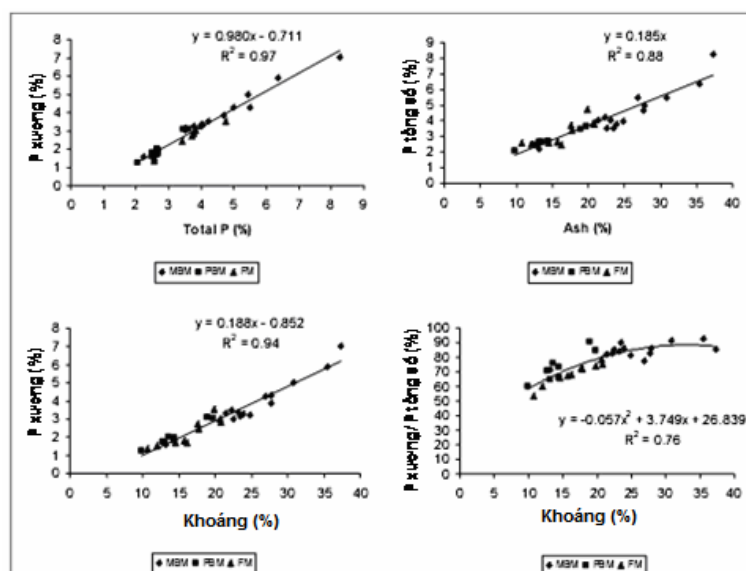 y = 0.980x - 0.711
R² = 0.97
P xương (%)
8
7
6
5
4
3
2
1
0
0 1 2 3 4 5 6 7 8 9
Total P (%)
MBM PBM FM
y = 0.185x
R² = 0.88
P tổng số (%)
9
8
7
6
5
4
3
2
1
0
0 5 10 15 20 25 30 35 40
Ash (%)
MBM PBM FM
y = 0.188x - 0.852
R² = 0.94
P xương (%)
8
7
6
5
4
3
2
1
0
0 5 10 15 20 25 30 35 40
Khoáng (%)
MBM PBM FM
P xương/ P tổng số (%)
100
90
80
70
60
50
40
30
20
10
0
y = -0.057x² + 3.749x + 26.839
R² = 0.76
0 5 10 15 20 25 30 35 40
Khoáng (%)
MBM PBM FM